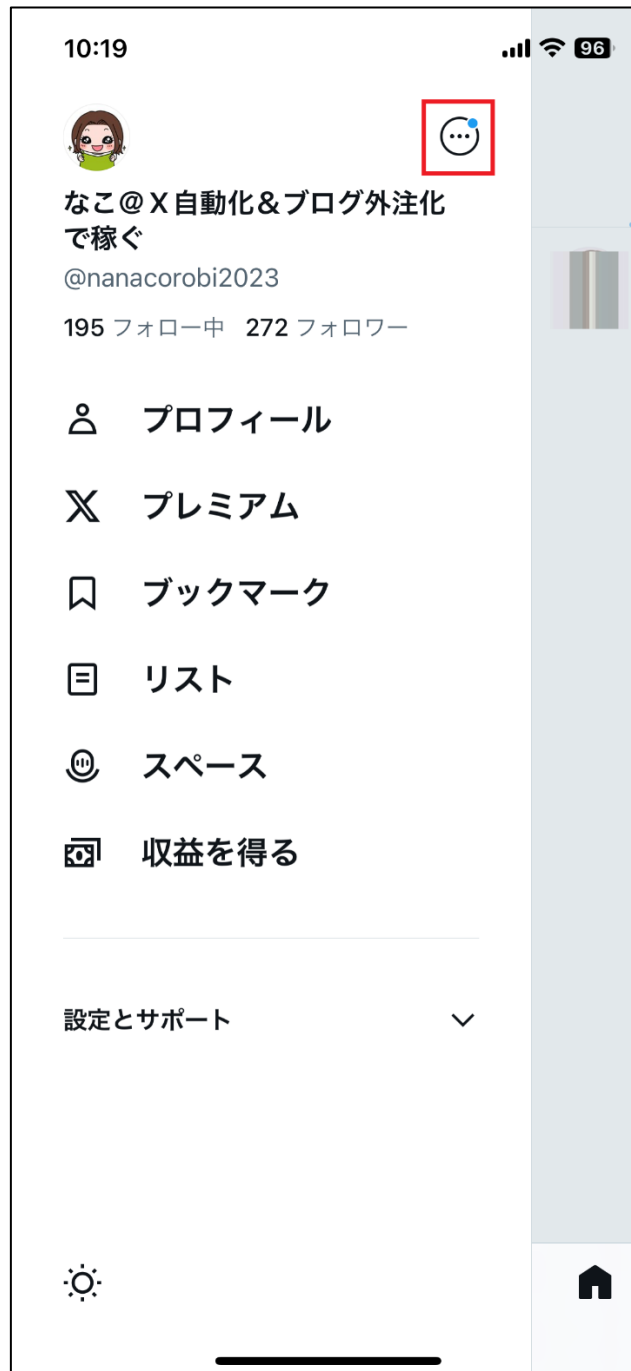 10:19
96
なこ@X自動化&ブログ外注化
で稼ぐ
@nanacorobi2023
195 フォロー中 272 フォロワー
プロフィール
プレミアム
ブックマーク
リスト
スペース
収益を得る
設定とサポート